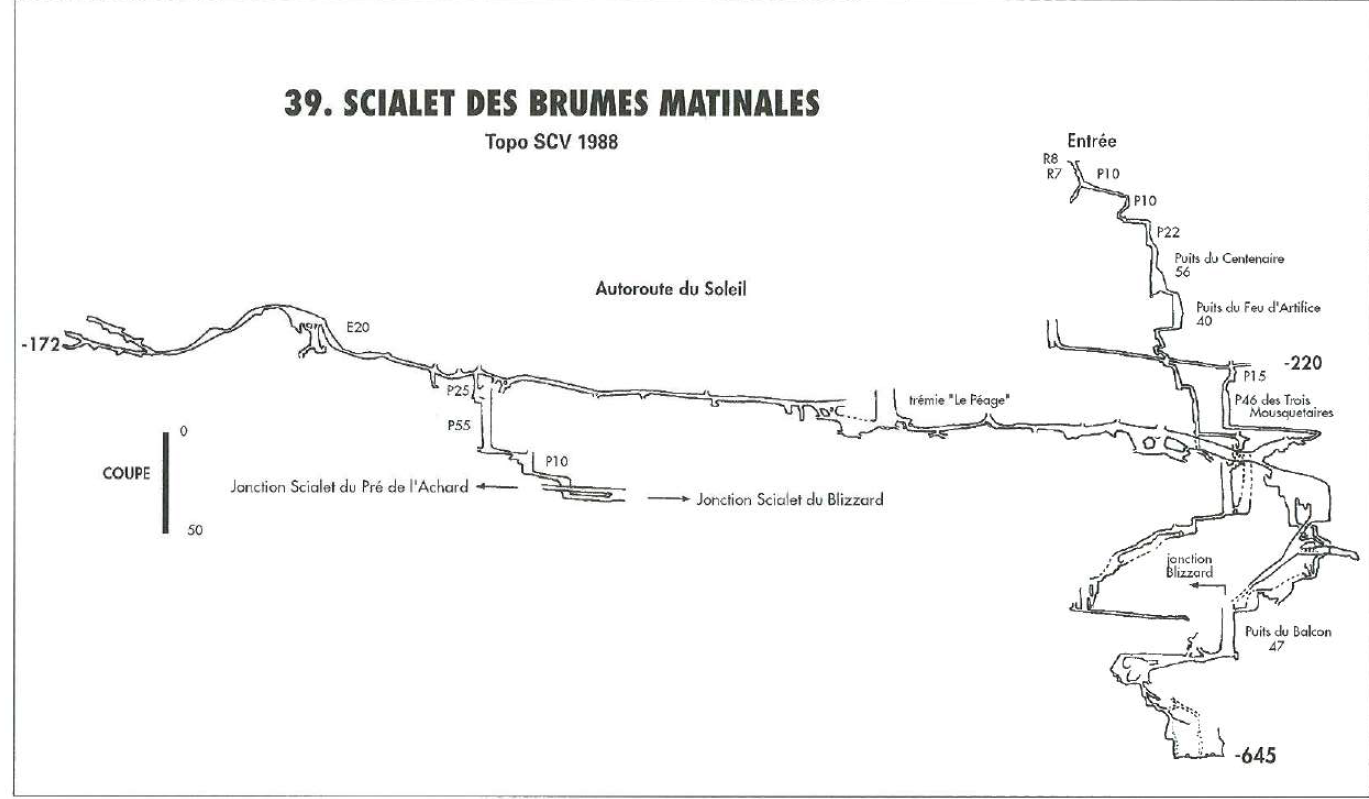 39. SCIALET DES BRUMES MATINALES
Topo SCV 1988
Entrée
R8
R7
P10
P10
P22
Puits du Centenaire
56
Autoroute du Soleil
Puits du Feu d'Artifice
40
E20
-172
-220
P15
P25
trémie "Le Péage"
P46 des Trois
Mousquetaires
P55
0
COUPE
P10
Jonction Scialet du Pré de l'Achard
Jonction Scialet du Blizzard
50
jonction
Blizzard
Puits du Balcon
47
-645